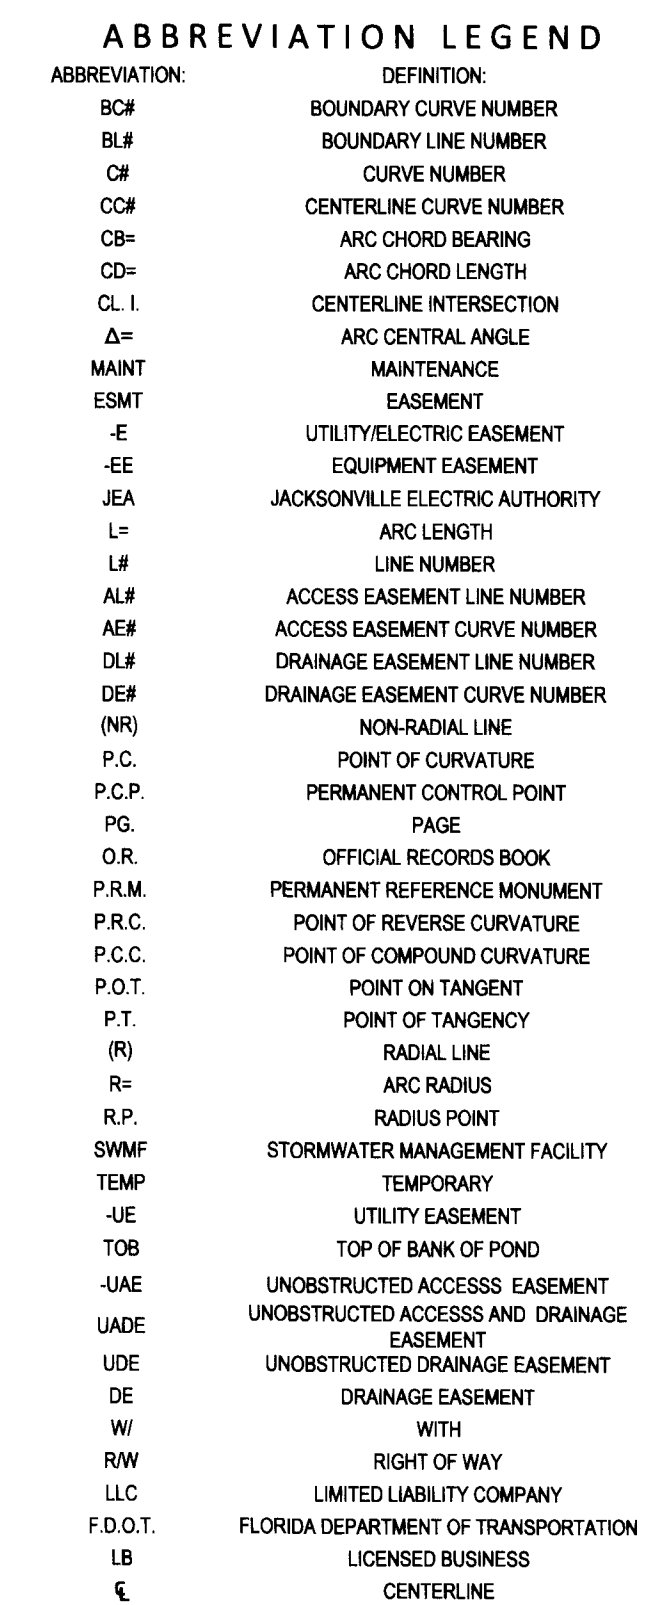 ABBREVIATION LEGEND
ABBREVIATION: DEFINITION:
BC# BOUNDARY CURVE NUMBER
BL# BOUNDARY LINE NUMBER
C# CURVE NUMBER
CC# CENTERLINE CURVE NUMBER
CB= ARC CHORD BEARING
CD= ARC CHORD LENGTH
CL. I. CENTERLINE INTERSECTION
Δ= ARC CENTRAL ANGLE
MAINT MAINTENANCE
ESMT EASEMENT
-E UTILITY/ELECTRIC EASEMENT
-EE EQUIPMENT EASEMENT
JEA JACKSONVILLE ELECTRIC AUTHORITY
L= ARC LENGTH
L# LINE NUMBER
AL# ACCESS EASEMENT LINE NUMBER
AE# ACCESS EASEMENT CURVE NUMBER
DL# DRAINAGE EASEMENT LINE NUMBER
DE# DRAINAGE EASEMENT CURVE NUMBER
(NR) NON-RADIAL LINE
P.C. POINT OF CURVATURE
P.C.P. PERMANENT CONTROL POINT
PG. PAGE
O.R. OFFICIAL RECORDS BOOK
P.R.M. PERMANENT REFERENCE MONUMENT
P.R.C. POINT OF REVERSE CURVATURE
P.C.C. POINT OF COMPOUND CURVATURE
P.O.T. POINT ON TANGENT
P.T. POINT OF TANGENCY
(R) RADIAL LINE
R= ARC RADIUS
R.P. RADIUS POINT
SWMF STORMWATER MANAGEMENT FACILITY
TEMP TEMPORARY
-UE UTILITY EASEMENT
TOB TOP OF BANK OF POND
-UAE UNOBSTRUCTED ACCESSS EASEMENT
UADE UNOBSTRUCTED ACCESSS AND DRAINAGE
EASEMENT
UDE UNOBSTRUCTED DRAINAGE EASEMENT
DE DRAINAGE EASEMENT
W/ WITH
R/W RIGHT OF WAY
LLC LIMITED LIABILITY COMPANY
F.D.O.T. FLORIDA DEPARTMENT OF TRANSPORTATION
LB LICENSED BUSINESS
℄ CENTERLINE